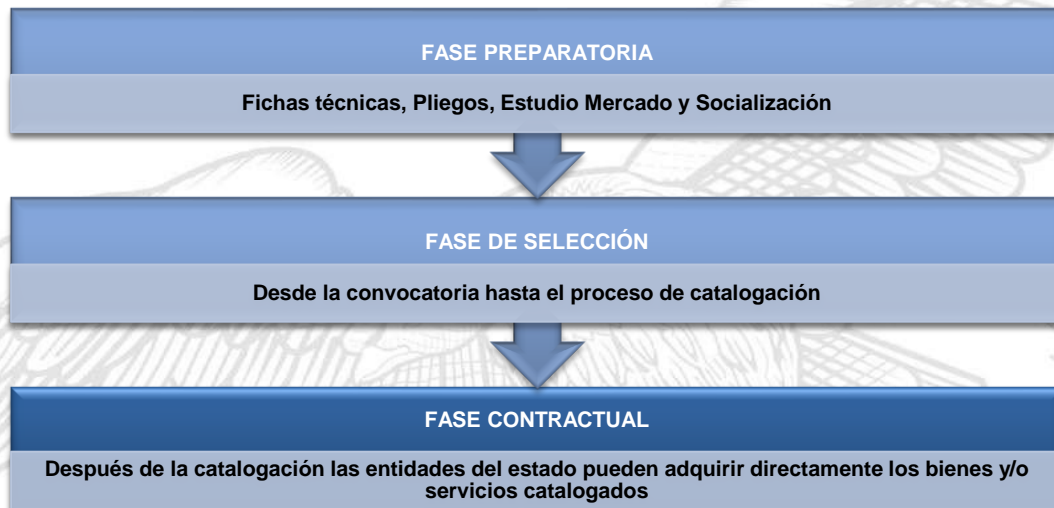 FASE PREPARATORIA
Fichas técnicas, Pliegos, Estudio Mercado y Socialización
FASE DE SELECCIÓN
Desde la convocatoria hasta el proceso de catalogación
FASE CONTRACTUAL
Después de la catalogación las entidades del estado pueden adquirir directamente los bienes y/o
servicios catalogados